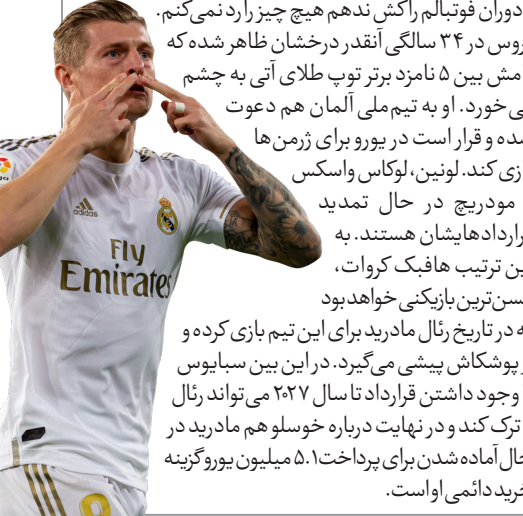 دوران فوتبالم راکش ندهم هیچ چیز را رد نمی‌کنم.
روس در ۳۴ سالگی آنقدر درخشان ظاهر شده که
امش بین ۵ نامزد برتر توپ طلای آتی به چشم
ی‌خورد. او به تیم ملی آلمان هم دعوت
شده و قرار است در یورو برای ژرمن‌ها
ازی کند. لونین، لوکاس واسکس
مودریچ در حال تمدید
راردادهایشان هستند. به
ین ترتیب هافبک کروات،
سن‌ترین بازیکنی خواهد بود
ه در تاریخ رئال مادرید برای این تیم بازی کرده و
ز پوشکاش پیشی می‌گیرد. در این بین سبایوس
ا وجود داشتن قرارداد تا سال ۲۰۲۷ می‌تواند رئال
ترک کند و در نهایت درباره خوسلو هم مادرید در
حال آماده شدن برای پرداخت ۵.۱ میلیون یورو گزینه
خرید دائمی او است.
adidas
Fly
Emirates